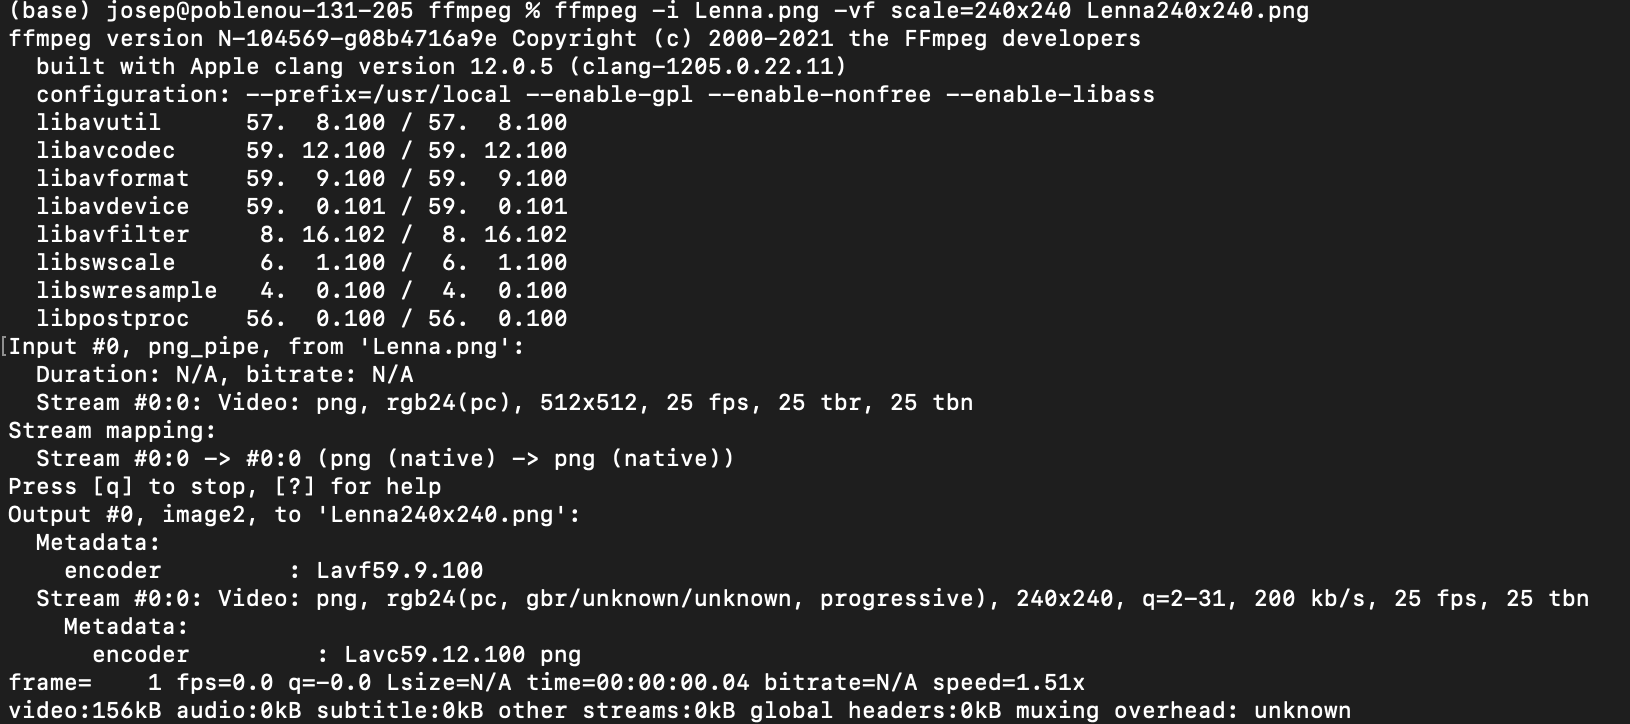 (base) josep@poblenou-131-205 ffmpeg % ffmpeg -i Lenna.png -vf scale=240x240 Lenna240x240.png
ffmpeg version N-104569-g08b4716a9e Copyright (c) 2000-2021 the FFmpeg developers
  built with Apple clang version 12.0.5 (clang-1205.0.22.11)
  configuration: --prefix=/usr/local --enable-gpl --enable-nonfree --enable-libass
  libavutil      57.  8.100 / 57.  8.100
  libavcodec     59. 12.100 / 59. 12.100
  libavformat    59.  9.100 / 59.  9.100
  libavdevice    59.  0.101 / 59.  0.101
  libavfilter     8. 16.102 /  8. 16.102
  libswscale      6.  1.100 /  6.  1.100
  libswresample   4.  0.100 /  4.  0.100
  libpostproc    56.  0.100 / 56.  0.100
[Input #0, png_pipe, from 'Lenna.png':
  Duration: N/A, bitrate: N/A
  Stream #0:0: Video: png, rgb24(pc), 512x512, 25 fps, 25 tbr, 25 tbn
Stream mapping:
  Stream #0:0 -> #0:0 (png (native) -> png (native))
Press [q] to stop, [?] for help
Output #0, image2, to 'Lenna240x240.png':
  Metadata:
    encoder         : Lavf59.9.100
  Stream #0:0: Video: png, rgb24(pc, gbr/unknown/unknown, progressive), 240x240, q=2-31, 200 kb/s, 25 fps, 25 tbn
    Metadata:
      encoder         : Lavc59.12.100 png
frame=    1 fps=0.0 q=-0.0 Lsize=N/A time=00:00:00.04 bitrate=N/A speed=1.51x
video:156kB audio:0kB subtitle:0kB other streams:0kB global headers:0kB muxing overhead: unknown